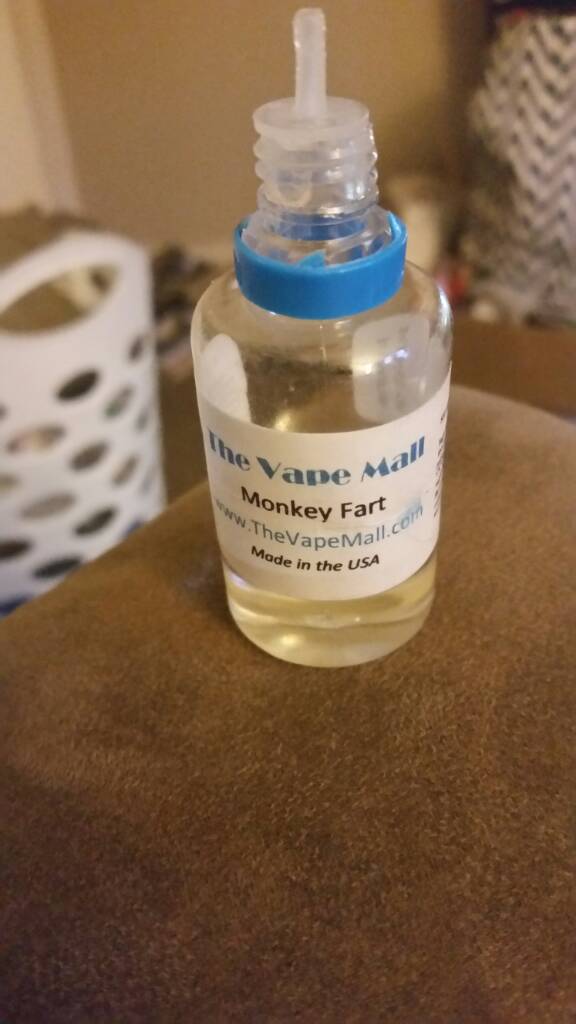 The Vape Mall
Monkey Fart
www.TheVapeMall.com
Made in the USA